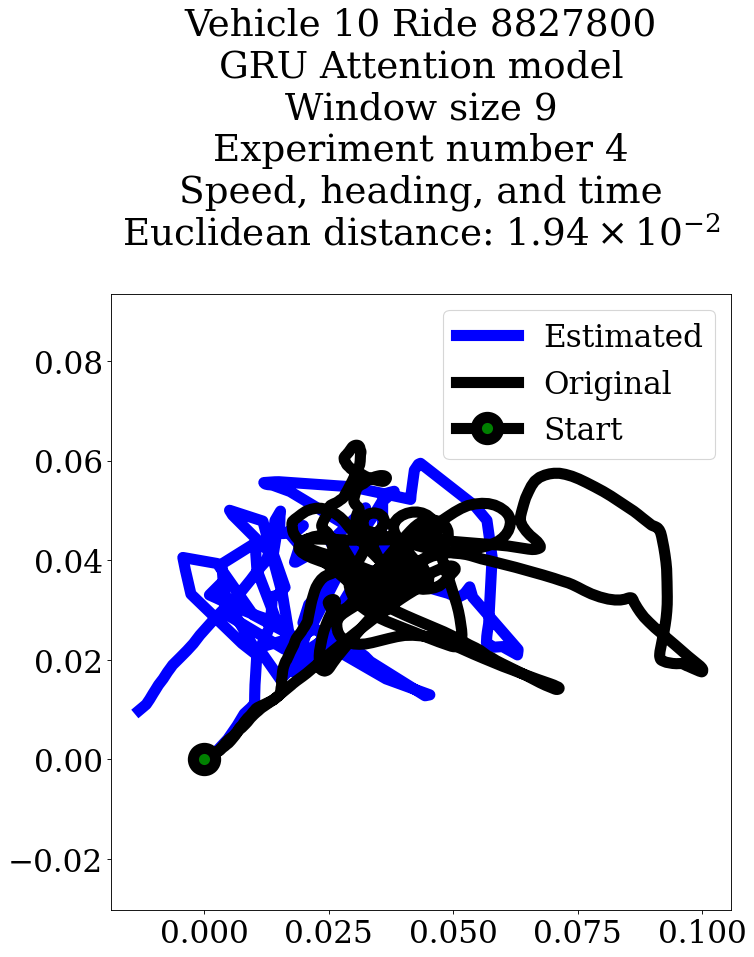 Vehicle 10 Ride 8827800
GRU Attention model
Window size 9
Experiment number 4
Speed, heading, and time
Euclidean distance: 1.94 × 10⁻²
Estimated
Original
Start
0.08
0.06
0.04
0.02
0.00
−0.02
0.000 0.025 0.050 0.075 0.100